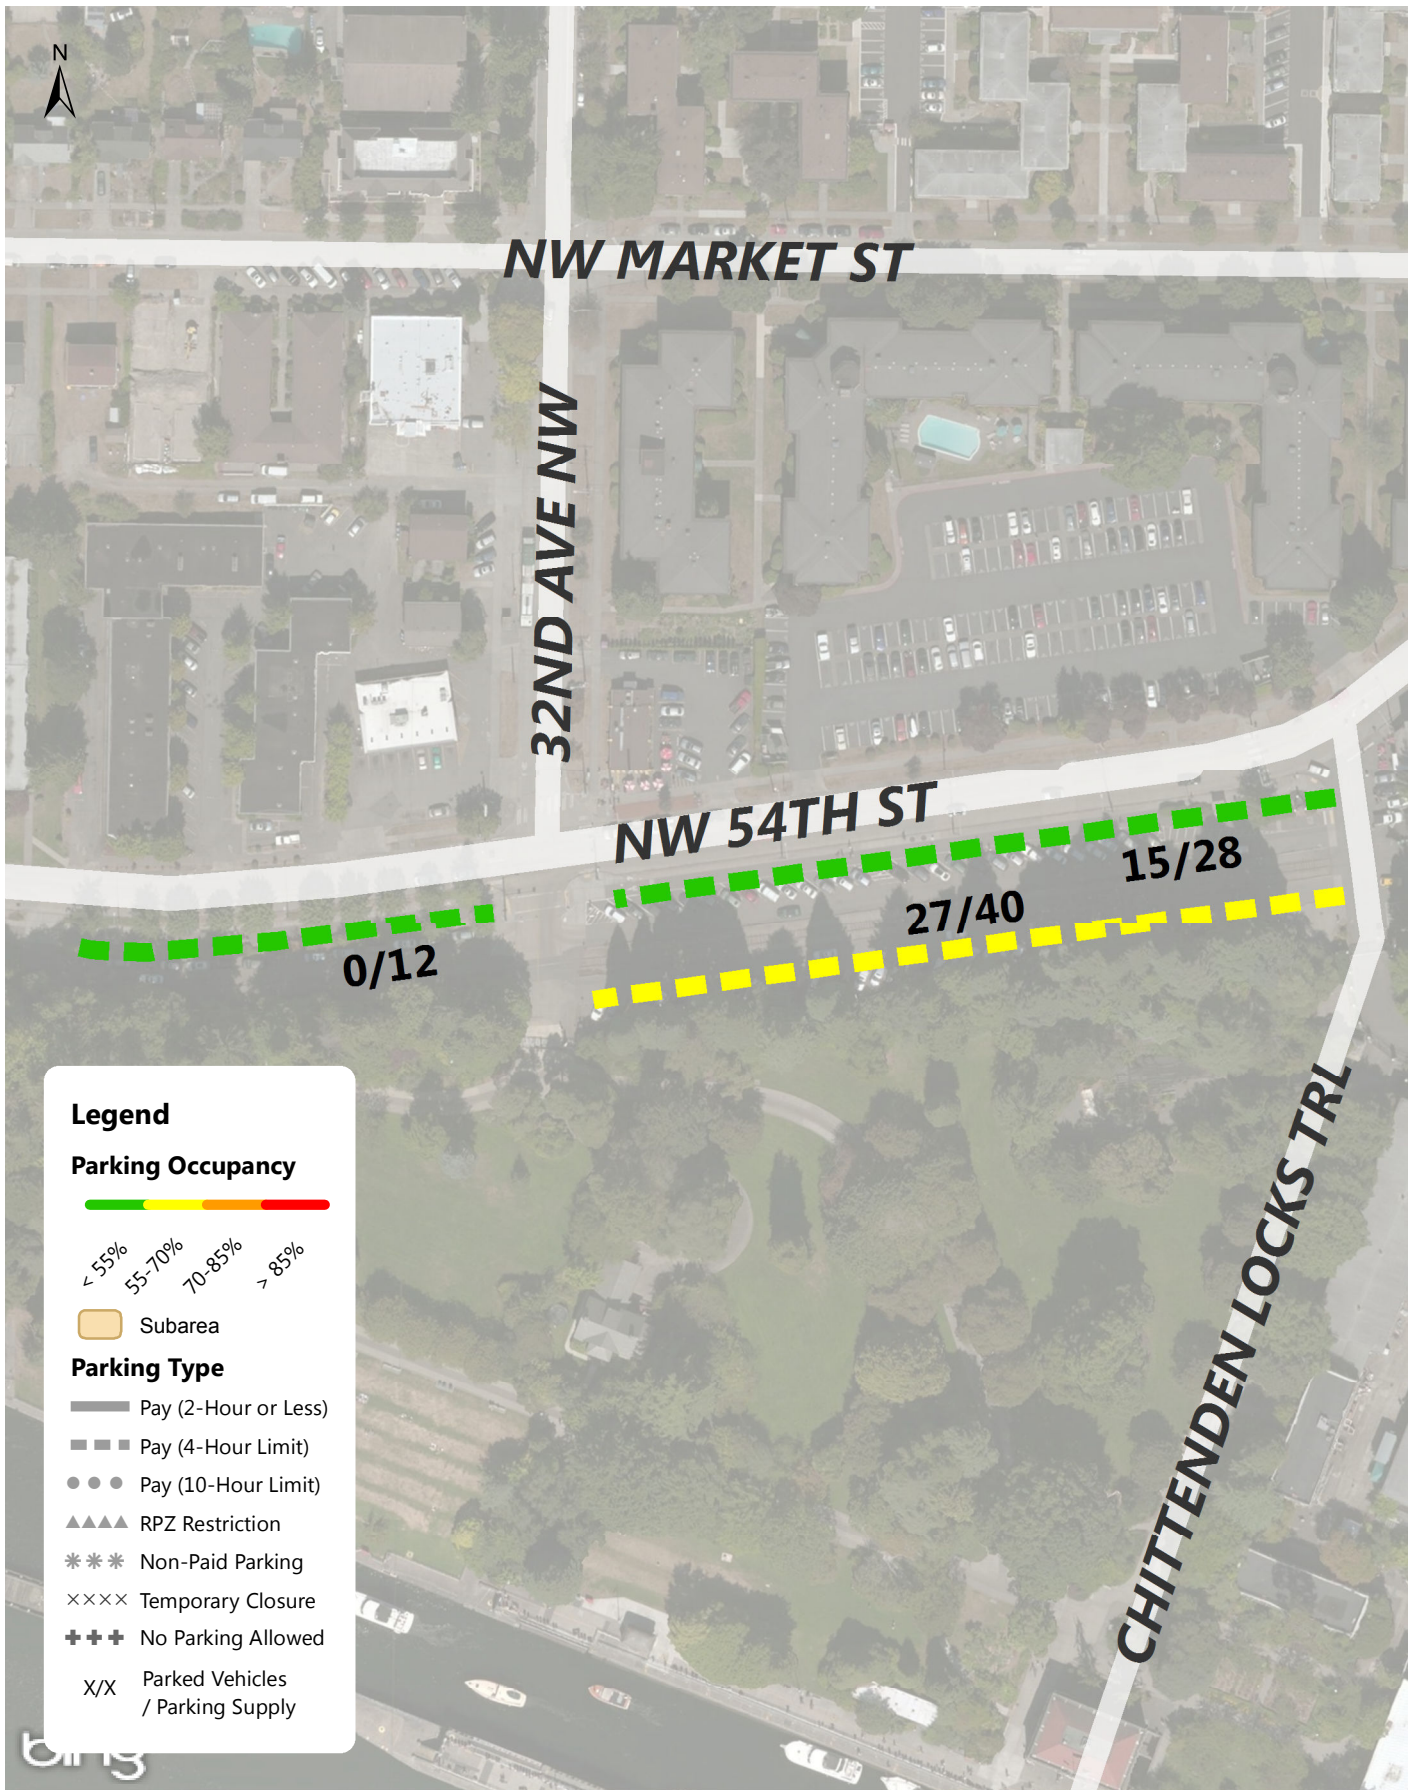 N
NW MARKET ST
32ND AVE NW
NW 54TH ST
15/28
27/40
0/12
CHITTENDEN LOCKS TRL
Legend
Parking Occupancy
< 55%
55-70%
70-85%
> 85%
Subarea
Parking Type
Pay (2-Hour or Less)
Pay (4-Hour Limit)
Pay (10-Hour Limit)
RPZ Restriction
Non-Paid Parking
×××× Temporary Closure
No Parking Allowed
X/X Parked Vehicles
/ Parking Supply
bing